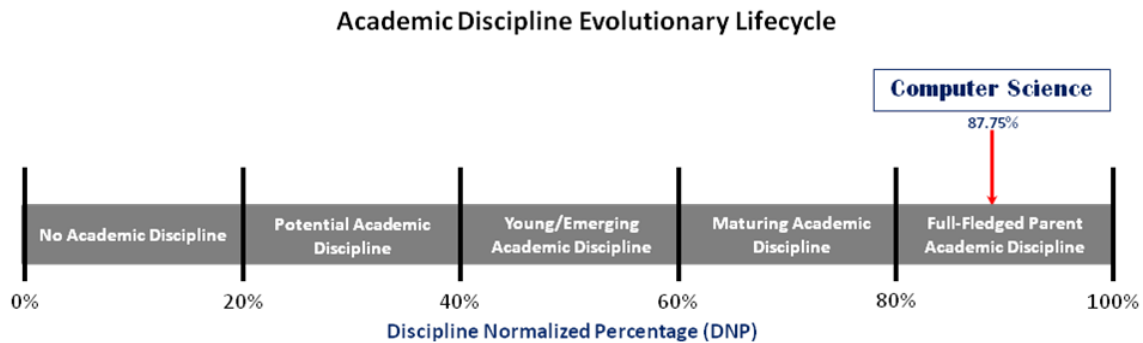 Academic Discipline Evolutionary Lifecycle
Computer Science
87.75%
No Academic Discipline
Potential Academic
Discipline
Young/Emerging
Academic Discipline
Maturing Academic
Discipline
Full-Fledged Parent
Academic Discipline
0%
20%
40%
60%
80%
100%
Discipline Normalized Percentage (DNP)